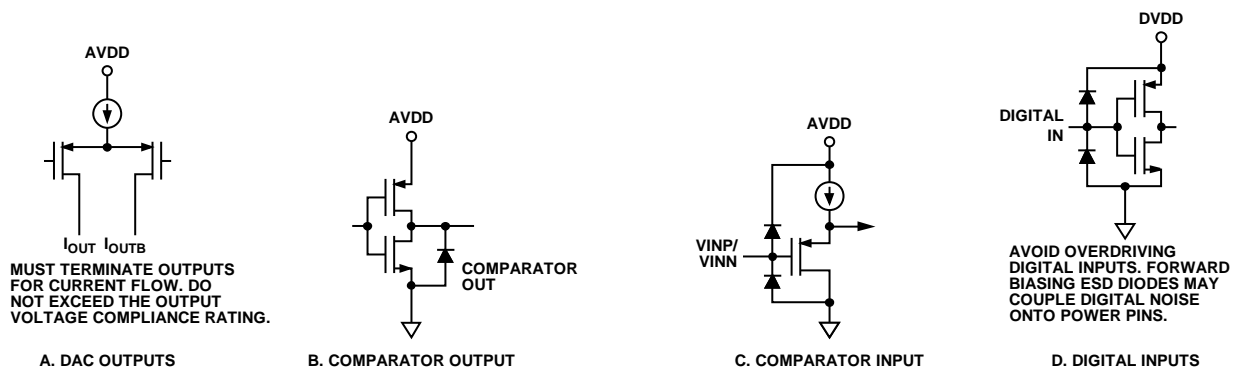 AVDD
I_OUT I_OUTB
MUST TERMINATE OUTPUTS
FOR CURRENT FLOW. DO
NOT EXCEED THE OUTPUT
VOLTAGE COMPLIANCE RATING.
A. DAC OUTPUTS
AVDD
COMPARATOR
OUT
B. COMPARATOR OUTPUT
AVDD
VINP/
VINN
C. COMPARATOR INPUT
DVDD
DIGITAL
IN
AVOID OVERDRIVING
DIGITAL INPUTS. FORWARD
BIASING ESD DIODES MAY
COUPLE DIGITAL NOISE
ONTO POWER PINS.
D. DIGITAL INPUTS